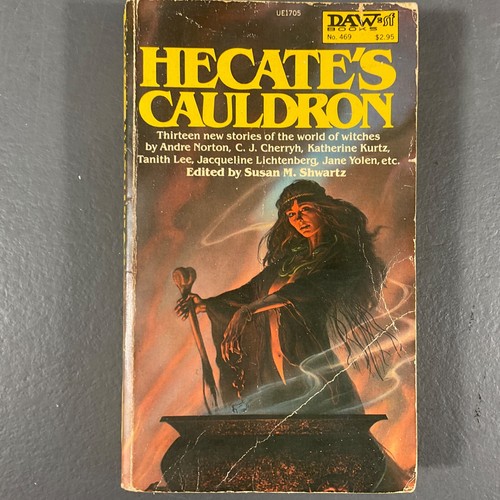 UE1705
DAW sf
BOOKS
No. 469 $2.95
HECATE'S
CAULDRON
Thirteen new stories of the world of witches
by Andre Norton, C. J. Cherryh, Katherine Kurtz,
Tanith Lee, Jacqueline Lichtenberg, Jane Yolen, etc.
Edited by Susan M. Shwartz